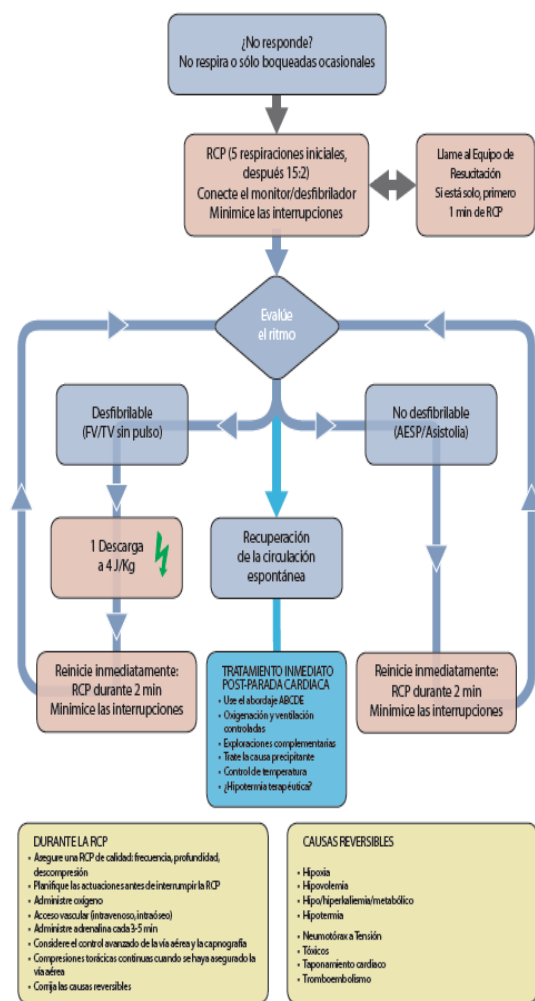 ¿No responde?
No respira o sólo boqueadas ocasionales
RCP (5 respiraciones iniciales,
después 15:2)
Conecte el monitor/desfibrilador
Minimice las interrupciones
Llame al Equipo de
Resucitación
Si está solo, primero
1 min de RCP
Evalúe
el ritmo
Desfibrilable
(FV/TV sin pulso)
No desfibrilable
(AESP/Asistolia)
1 Descarga
a 4 J/Kg
Recuperación
de la circulación
espontánea
Reinicie inmediatamente:
RCP durante 2 min
Minimice las interrupciones
TRATAMIENTO INMEDIATO
POST-PARADA CARDIACA
• Use el abordaje ABCDE
• Oxigenación y ventilación
controladas
• Exploraciones complementarias
• Trate la causa precipitante
• Control de temperatura
• ¿Hipotermia terapéutica?
Reinicie inmediatamente:
RCP durante 2 min
Minimice las interrupciones
DURANTE LA RCP
• Asegure una RCP de calidad: frecuencia, profundidad,
descompresión
• Planifique las actuaciones antes de interrumpir la RCP
• Administre oxígeno
• Acceso vascular (intravenoso, intraóseo)
• Administre adrenalina cada 3-5 min
• Considere el control avanzado de la vía aérea y la capnografía
• Compresiones torácicas continuas cuando se haya asegurado la
vía aérea
• Corrija las causas reversibles
CAUSAS REVERSIBLES
• Hipoxia
• Hipovolemia
• Hipo/hiperkaliemia/metabólico
• Hipotermia
• Neumotórax a Tensión
• Tóxicos
• Taponamiento cardiaco
• Tromboembolismo